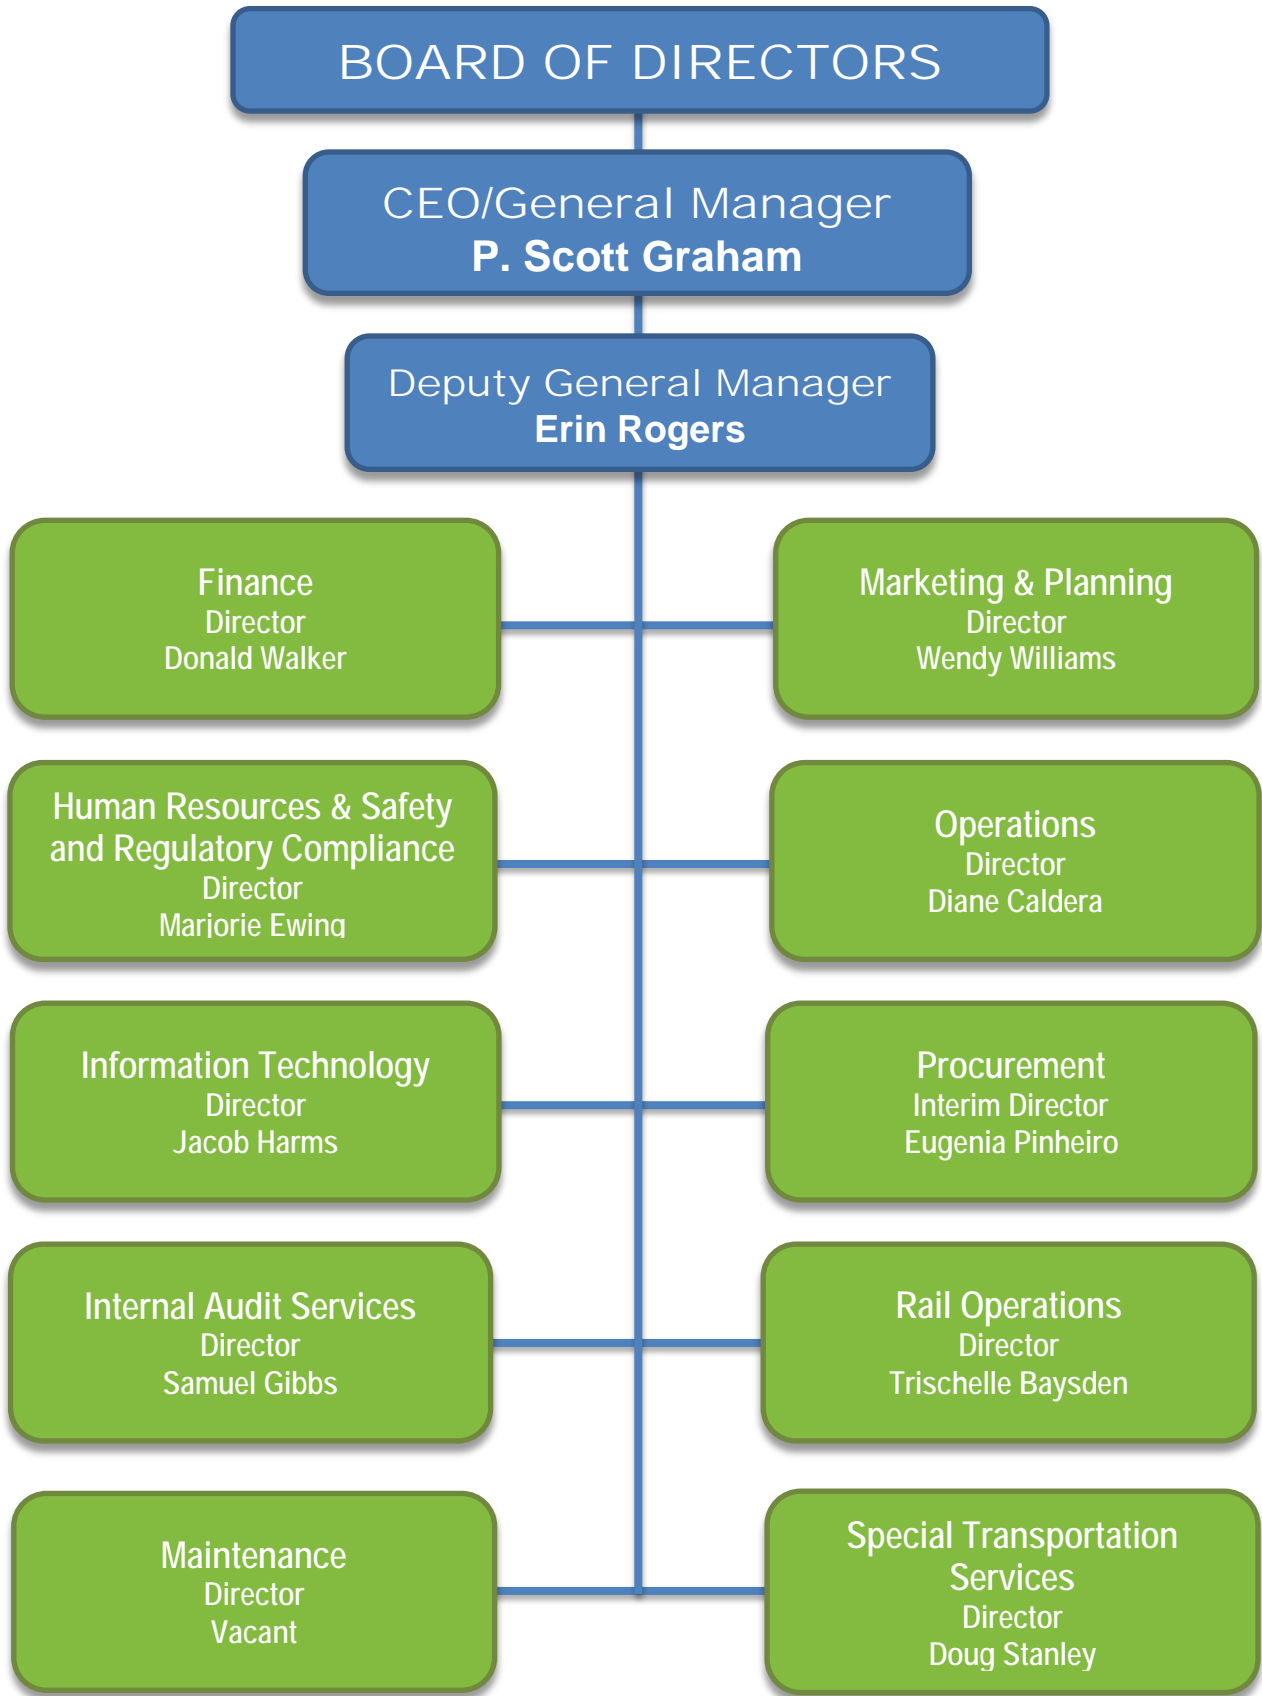 BOARD OF DIRECTORS
CEO/General Manager
P. Scott Graham
Deputy General Manager
Erin Rogers
Finance
Director
Donald Walker
Marketing & Planning
Director
Wendy Williams
Human Resources & Safety
and Regulatory Compliance
Director
Marjorie Ewing
Operations
Director
Diane Caldera
Information Technology
Director
Jacob Harms
Procurement
Interim Director
Eugenia Pinheiro
Internal Audit Services
Director
Samuel Gibbs
Rail Operations
Director
Trischelle Baysden
Maintenance
Director
Vacant
Special Transportation
Services
Director
Doug Stanley